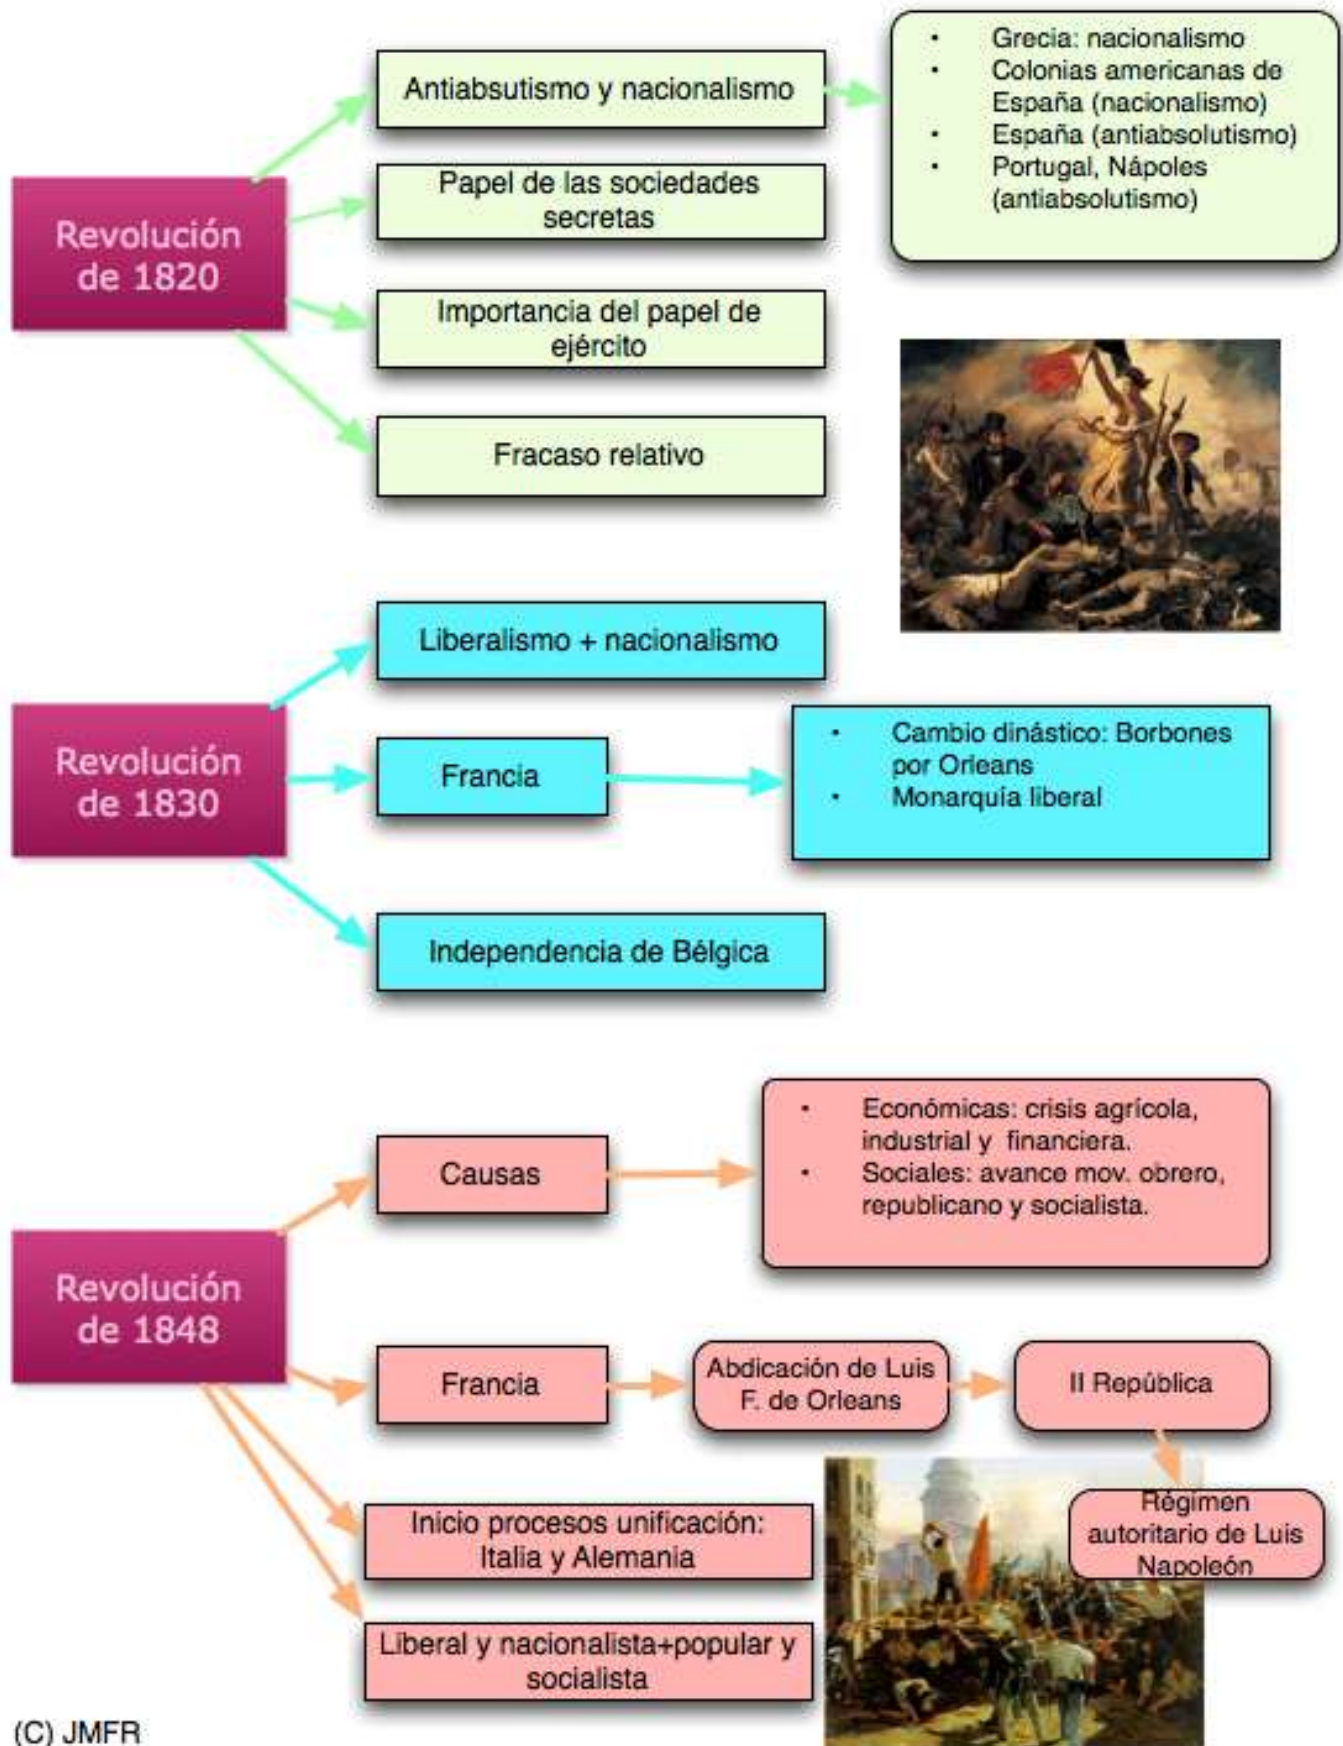 Revolución
de 1820
Antiabsutismo y nacionalismo
• Grecia: nacionalismo
• Colonias americanas de
España (nacionalismo)
• España (antiabsolutismo)
• Portugal, Nápoles
(antiabsolutismo)
Papel de las sociedades
secretas
Importancia del papel de
ejército
Fracaso relativo
Revolución
de 1830
Liberalismo + nacionalismo
Francia
• Cambio dinástico: Borbones
por Orleans
• Monarquía liberal
Independencia de Bélgica
Revolución
de 1848
Causas
• Económicas: crisis agrícola,
industrial y financiera.
• Sociales: avance mov. obrero,
republicano y socialista.
Francia
Abdicación de Luis
F. de Orleans
II República
Régimen
autoritario de Luis
Napoleón
Inicio procesos unificación:
Italia y Alemania
Liberal y nacionalista+popular y
socialista
(C) JMFR